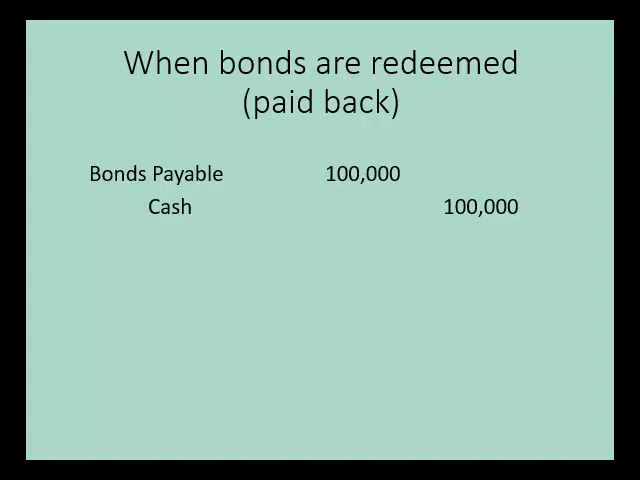 When bonds are redeemed
(paid back)
Bonds Payable 100,000
Cash 100,000